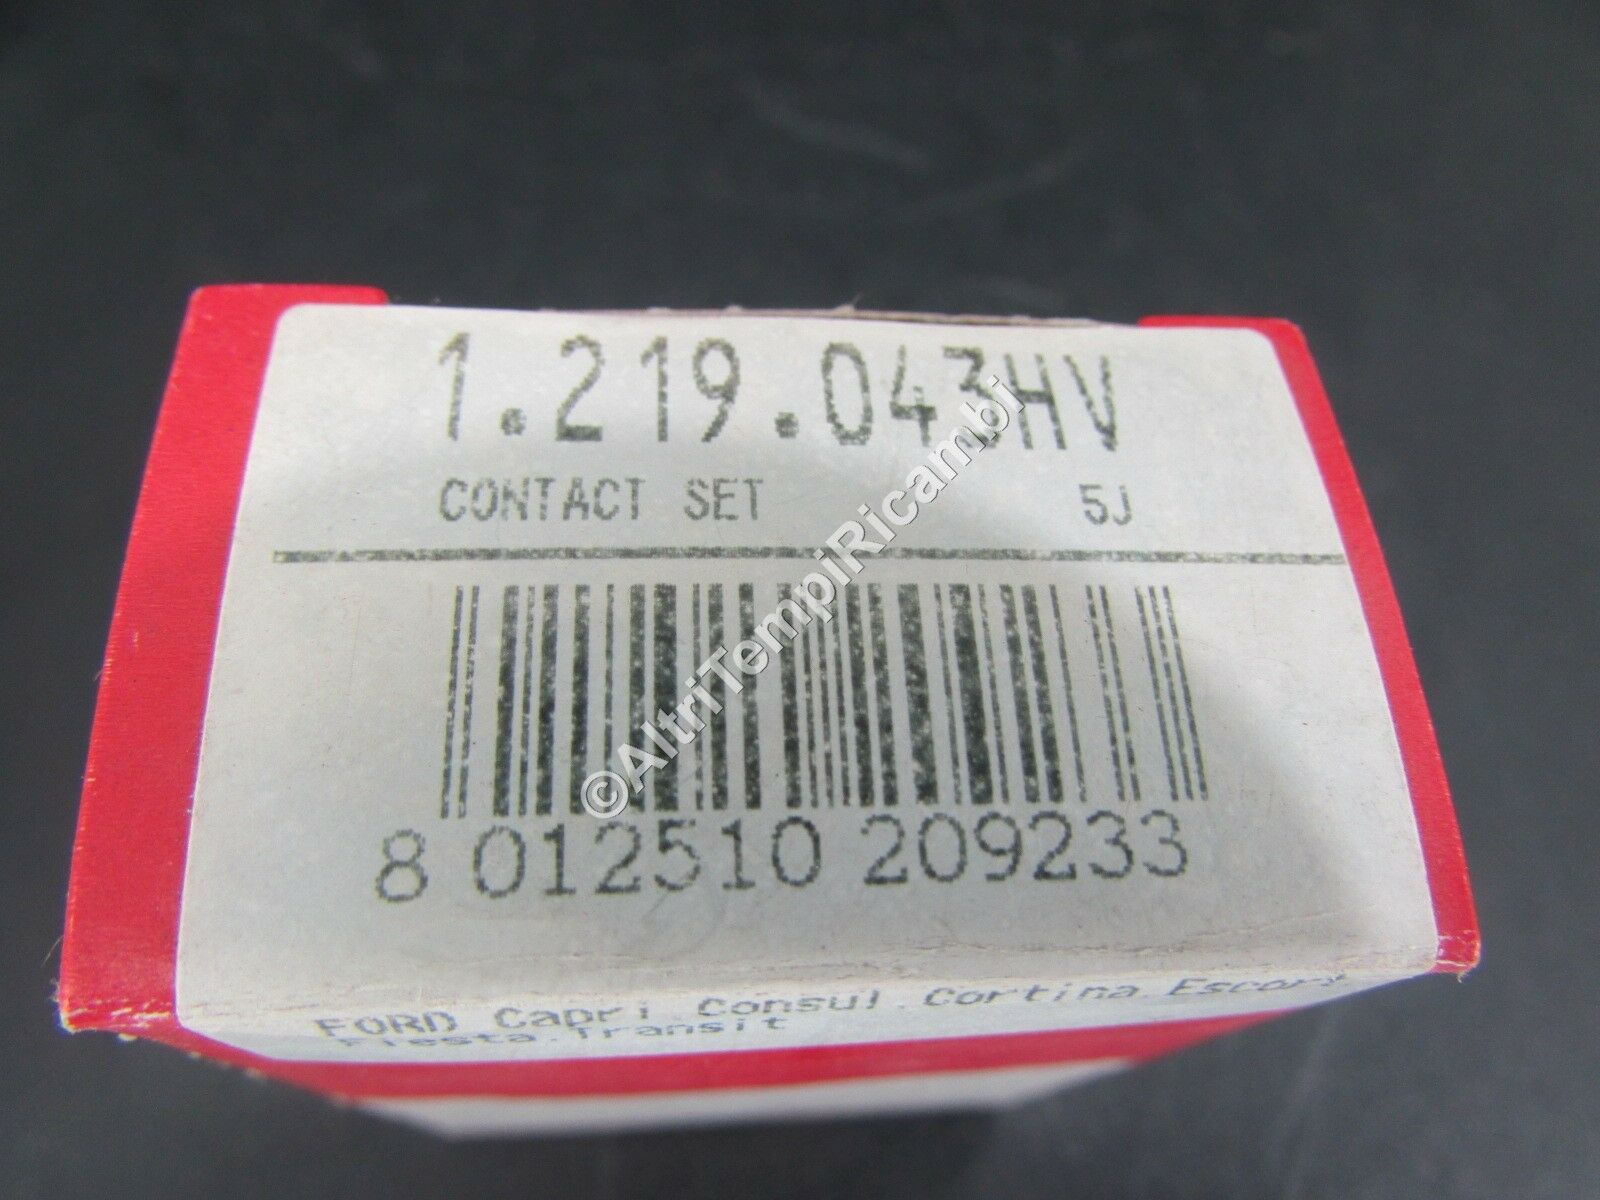 1.219.043HV
CONTACT SET 5J
8 012510 209233
FORD Capri.Consul.Cortina.Escort
Fiesta.Transit
©AltriTempiRicambi